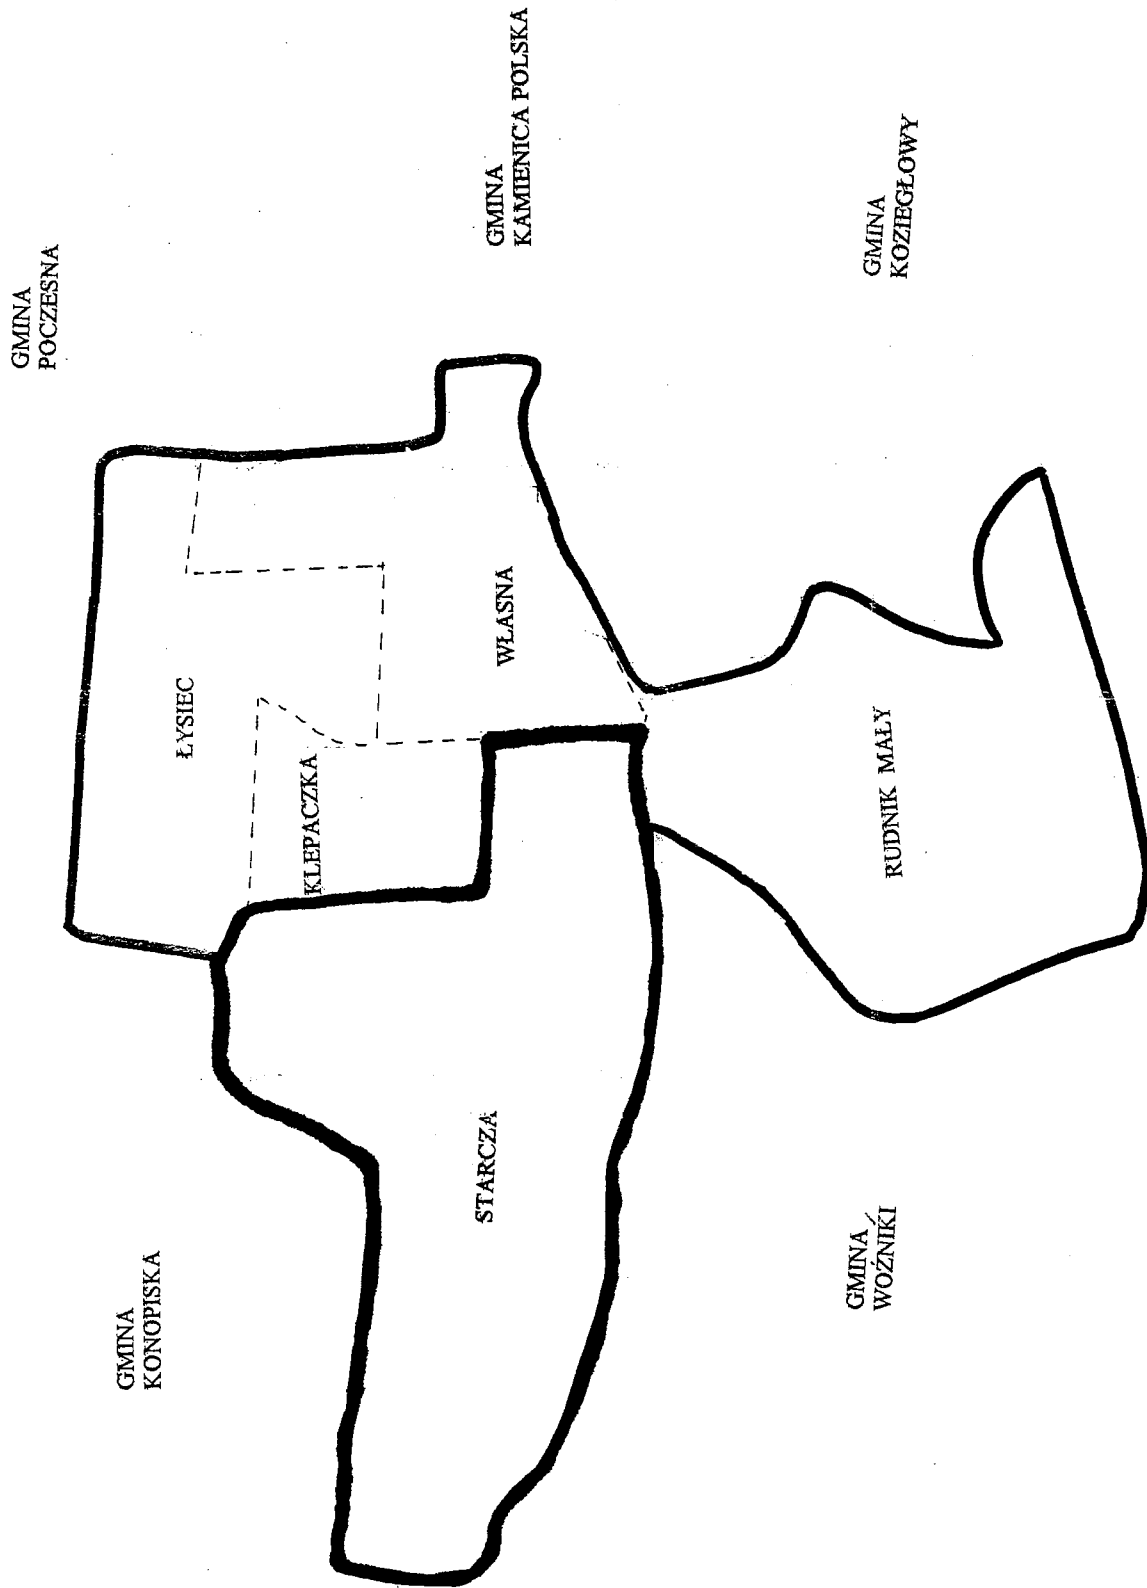 GMINA
POCZESNA
GMINA
KAMIENICA POLSKA
GMINA
KOZIEGŁOWY
ŁYSIEC
WŁASNA
KLEPACZKA
RUDNIK MAŁY
STARCZA
GMINA
KONOPISKA
GMINA
WOŹNIKI